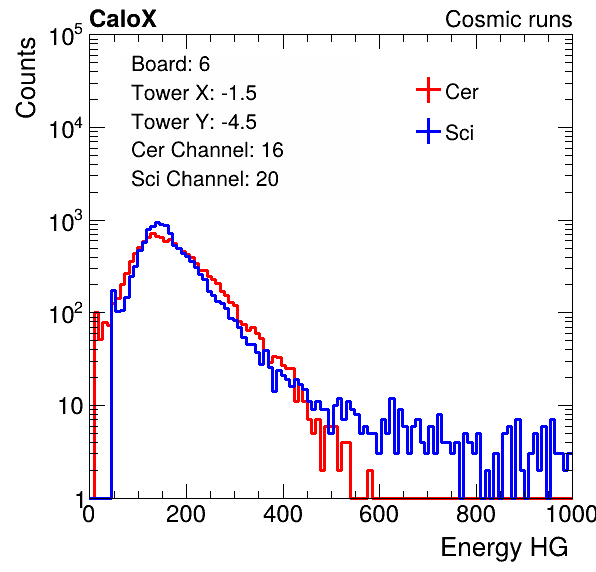 CaloX Cosmic runs
Counts
Board: 6
Tower X: -1.5
Tower Y: -4.5
Cer Channel: 16
Sci Channel: 20
Cer
Sci
10^5
10^4
10^3
10^2
10
1
0 200 400 600 800 1000
Energy HG